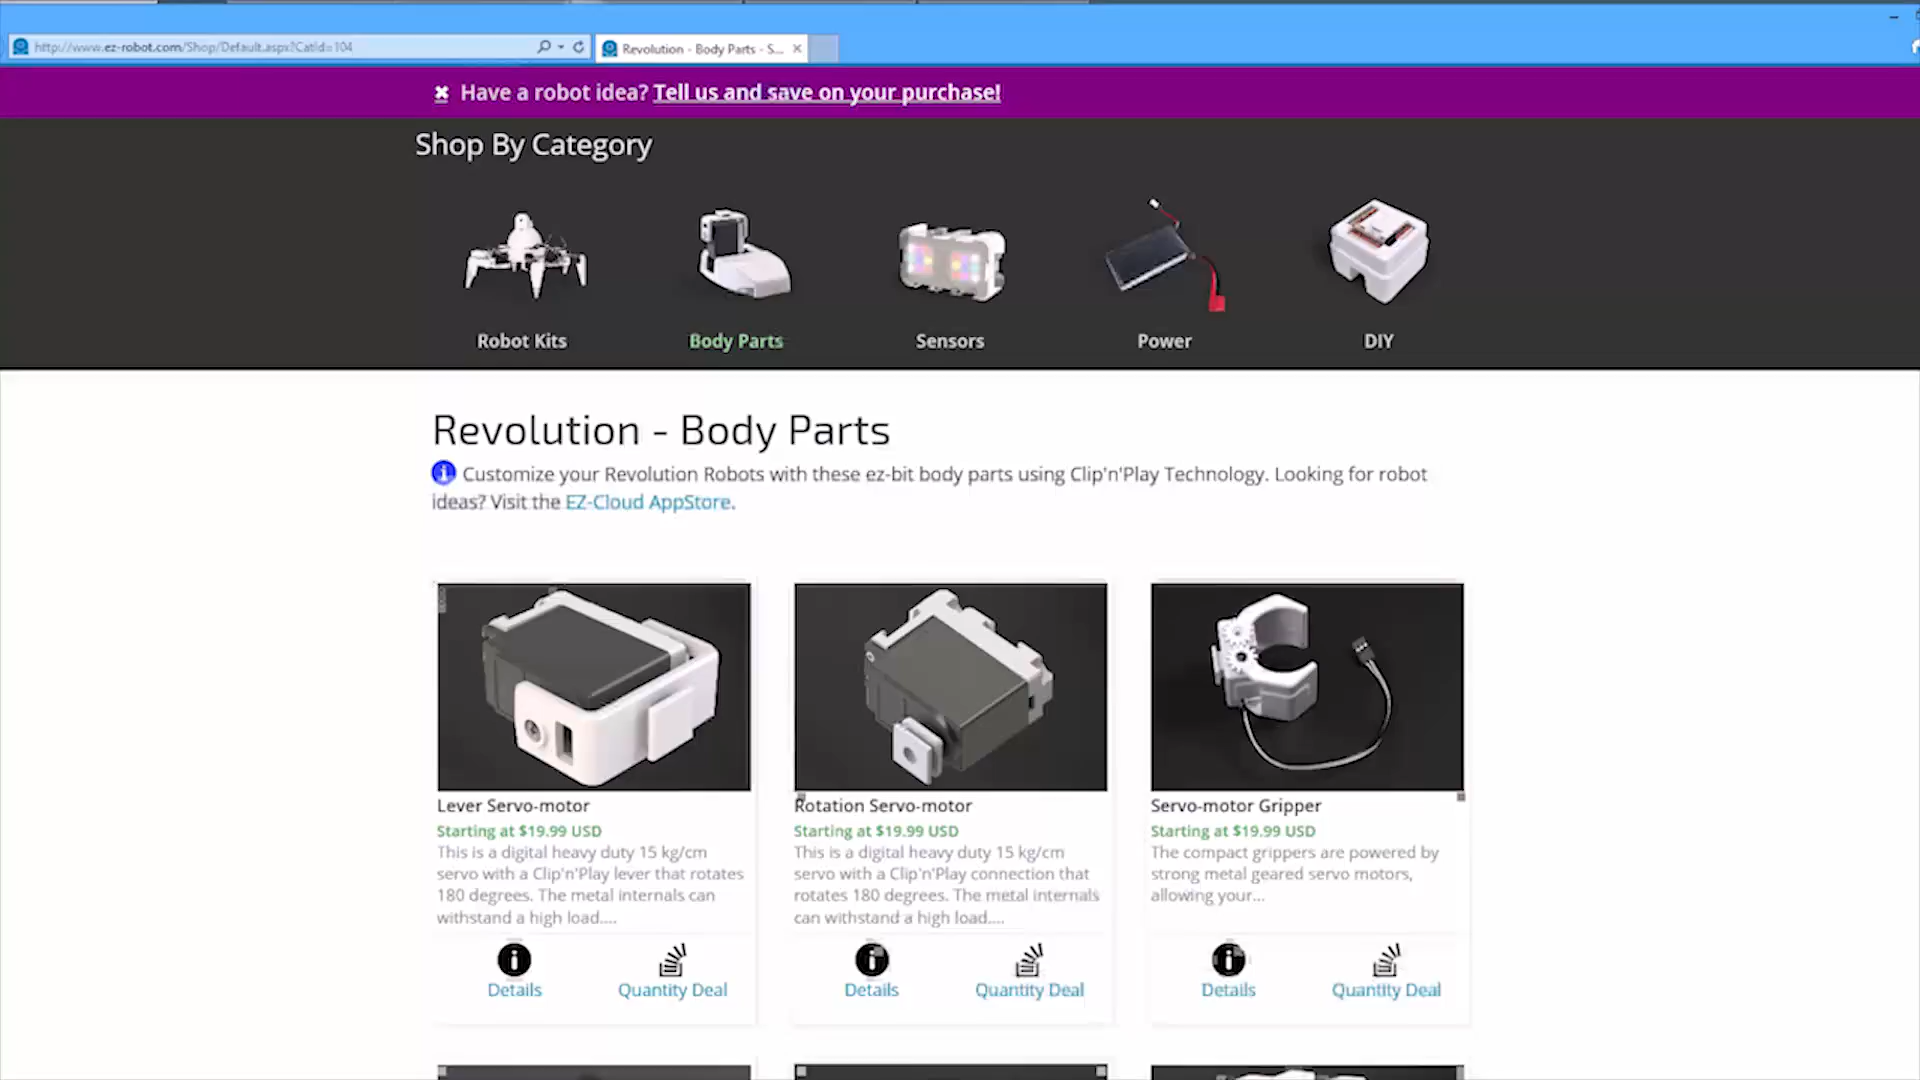 http://www.ez-robot.com/Shop/Default.aspx?CatId=104
Revolution - Body Parts - S...
Have a robot idea? Tell us and save on your purchase!
Shop By Category
Robot Kits
Body Parts
Sensors
Power
DIY
Revolution - Body Parts
Customize your Revolution Robots with these ez-bit body parts using Clip'n'Play Technology. Looking for robot
ideas? Visit the EZ-Cloud AppStore.
Lever Servo-motor
Starting at $19.99 USD
This is a digital heavy duty 15 kg/cm
servo with a Clip'n'Play lever that rotates
180 degrees. The metal internals can
withstand a high load....
Details
Quantity Deal
Rotation Servo-motor
Starting at $19.99 USD
This is a digital heavy duty 15 kg/cm
servo with a Clip'n'Play connection that
rotates 180 degrees. The metal internals
can withstand a high load....
Details
Quantity Deal
Servo-motor Gripper
Starting at $19.99 USD
The compact grippers are powered by
strong metal geared servo motors,
allowing your...
Details
Quantity Deal